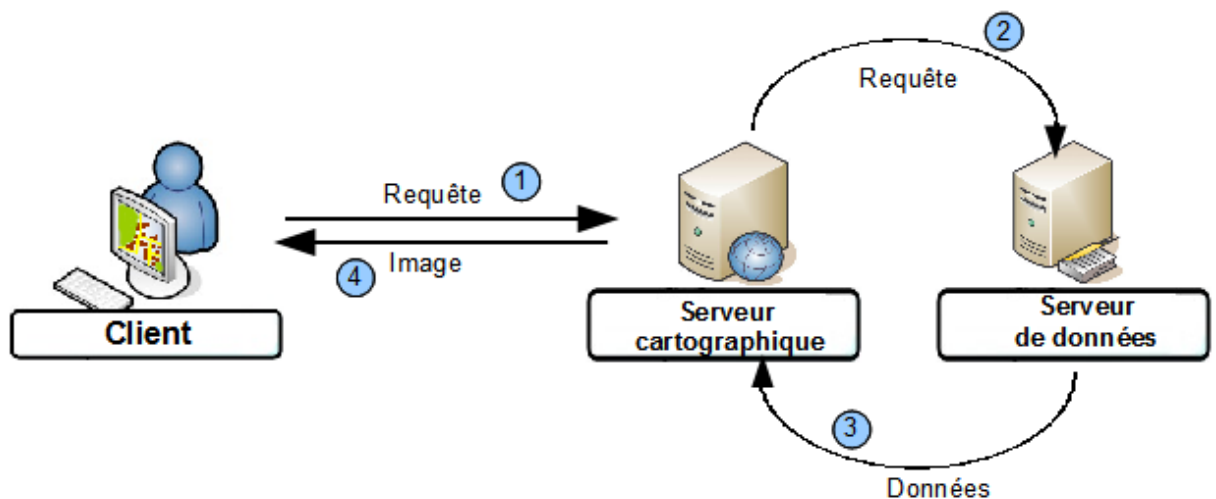 2
Requête
1
Requête
4
Image
Client
Serveur
cartographique
Serveur
de données
3
Données